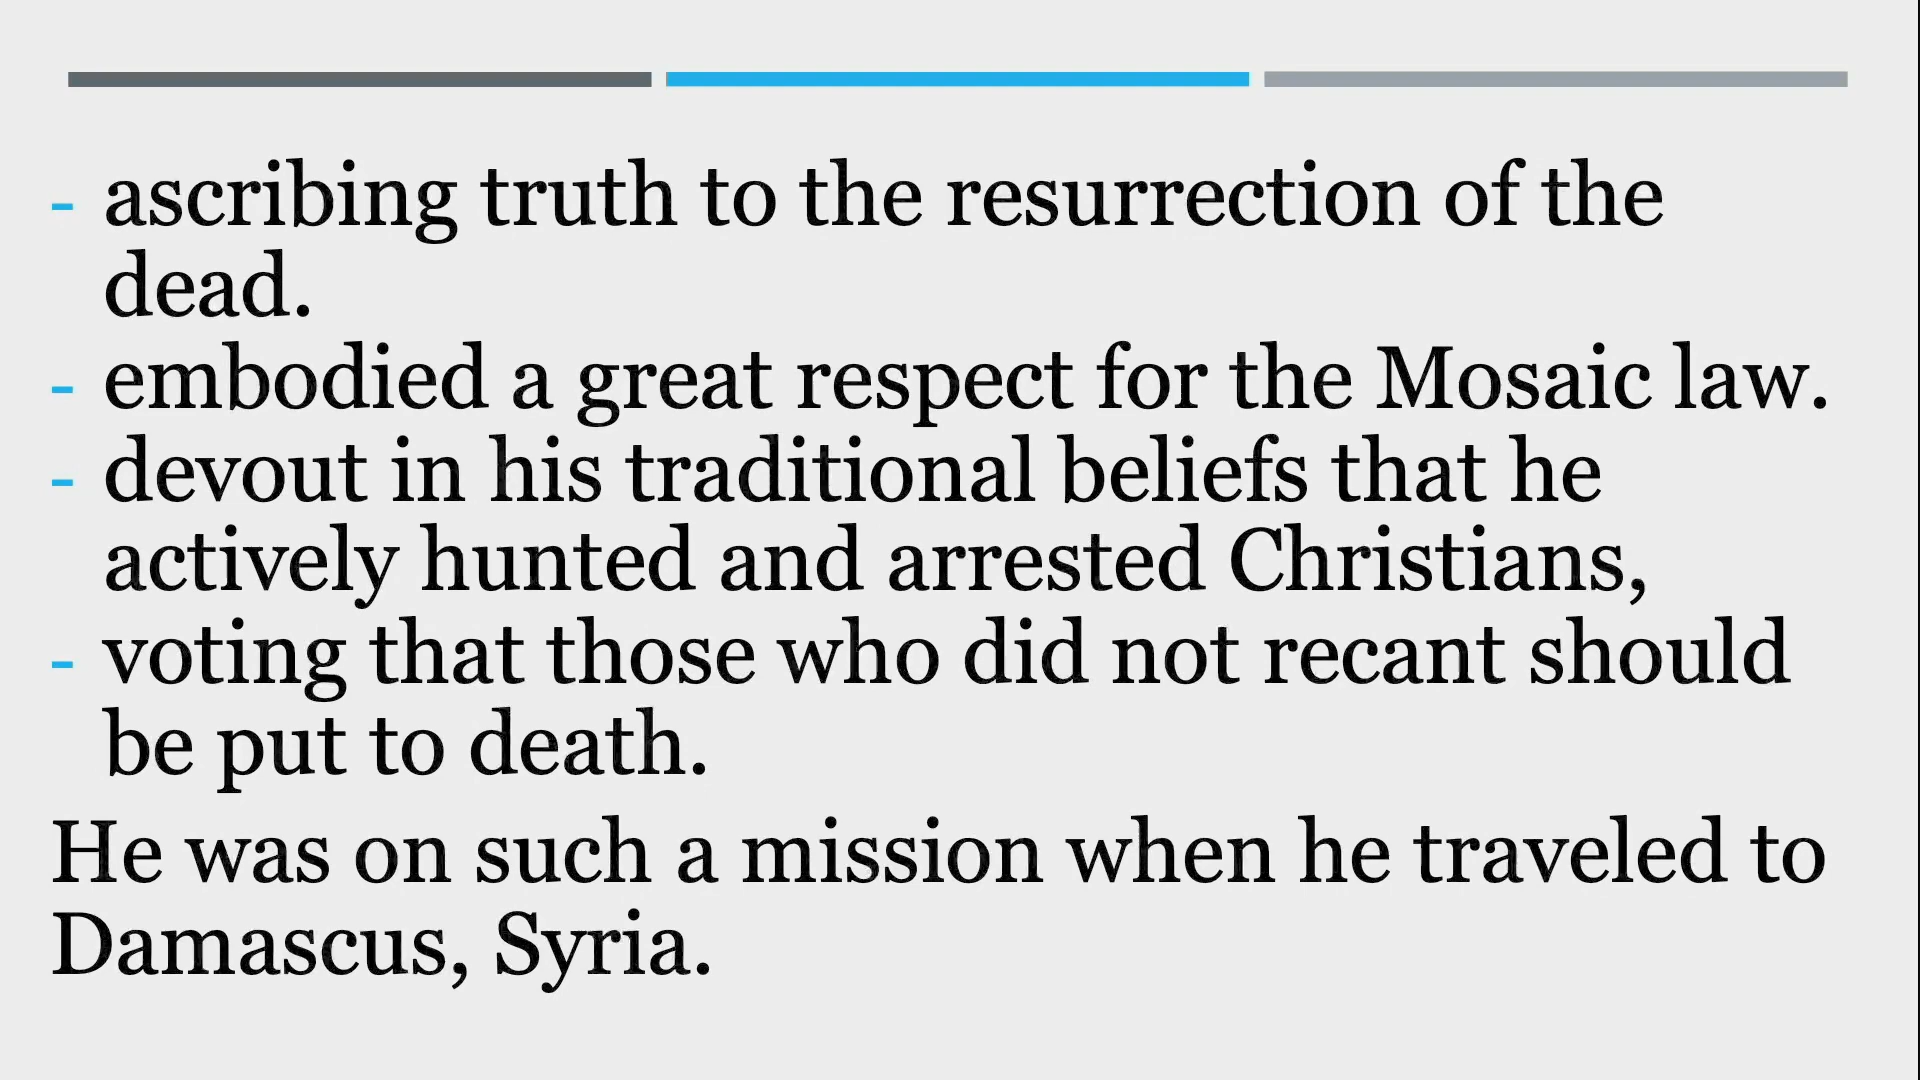 - ascribing truth to the resurrection of the
dead.
- embodied a great respect for the Mosaic law.
- devout in his traditional beliefs that he
actively hunted and arrested Christians,
- voting that those who did not recant should
be put to death.
He was on such a mission when he traveled to
Damascus, Syria.